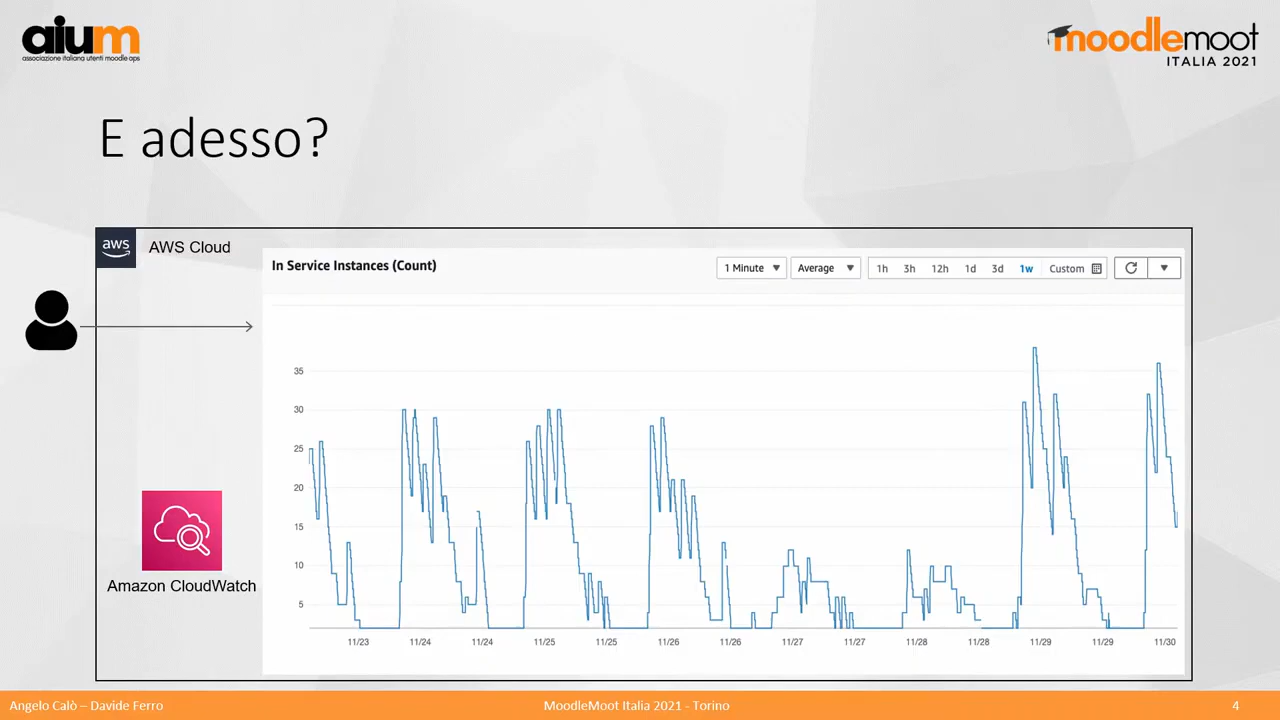 aium
associazione italiana utenti moodle aps
moodlemoot
ITALIA 2021
E adesso?
aws
AWS Cloud
In Service Instances (Count)
1 Minute
Average
1h 3h 12h 1d 3d 1w Custom
35
30
25
20
15
10
5
11/23 11/24 11/24 11/25 11/25 11/26 11/26 11/27 11/27 11/28 11/28 11/29 11/29 11/30
Amazon CloudWatch
Angelo Calò – Davide Ferro
MoodleMoot Italia 2021 - Torino
4